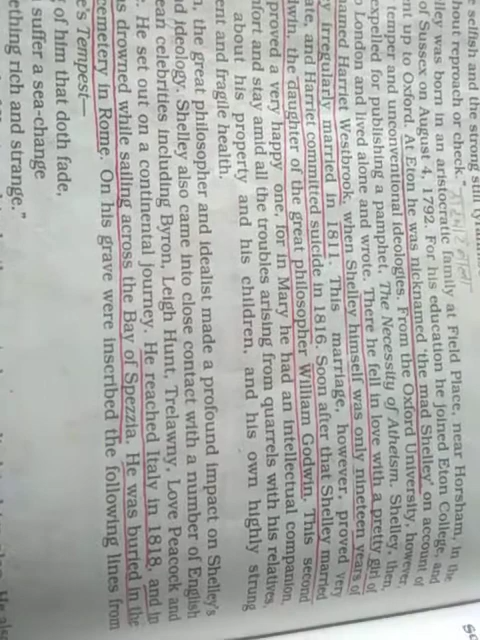 e selfish and the strong still
hout reproach or check."
lley was born in an aristocratic family at Field Place, near Horsham, in the
of Sussex on August 4, 1792. For his education he joined Eton College, and
nt up to Oxford. At Eton he was nicknamed 'the mad Shelley' on account of
temper and unconventional ideologies. From the Oxford University, however,
expelled for publishing a pamphet, The Necessity of Atheism. Shelley, then,
o London and lived alone and wrote. There he fell in love with a pretty girl of
named Harriet Westbrook, when Shelley himself was only nineteen years of
y irregularly married in 1811. This marriage, however, proved very
ate, and Harriet committed suicide in 1816. Soon after that Shelley married
dwin, the daughter of the great philosopher William Godwin. This second
proved a very happy one, for in Mary he had an intellectual companion,
nfort and stay amid all the troubles arising from quarrels with his relatives,
about his property and his children, and his own highly strung
ent and fragile health.
n, the great philosopher and idealist made a profound impact on Shelley's
nd ideology. Shelley also came into close contact with a number of English
ean celebrities including Byron, Leigh Hunt, Trelawny, Love Peacock and
. He set out on a continental journey. He reached Italy in 1818, and in
as drowned while sailing across the Bay of Spezzia. He was buried in the
cemetery in Rome. On his grave were inscribed the following lines from
e's Tempest—
g of him that doth fade,
suffer a sea-change
ething rich and strange."